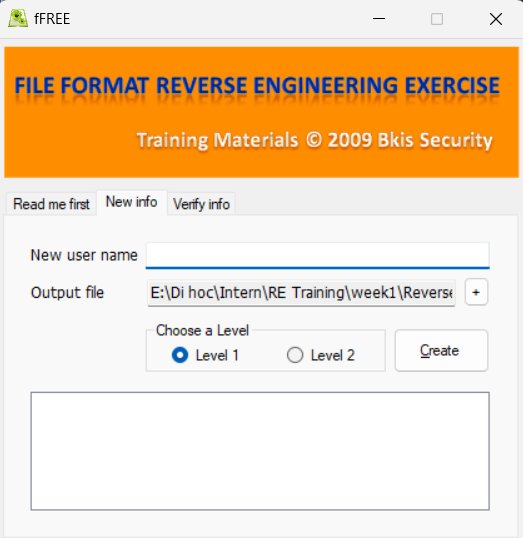 fFREE
FILE FORMAT REVERSE ENGINEERING EXERCISE
Training Materials © 2009 Bkis Security
Read me first New info Verify info
New user name
Output file E:\Di hoc\Intern\RE Training\week1\Reverse +
Choose a Level
Level 1 Level 2 Create